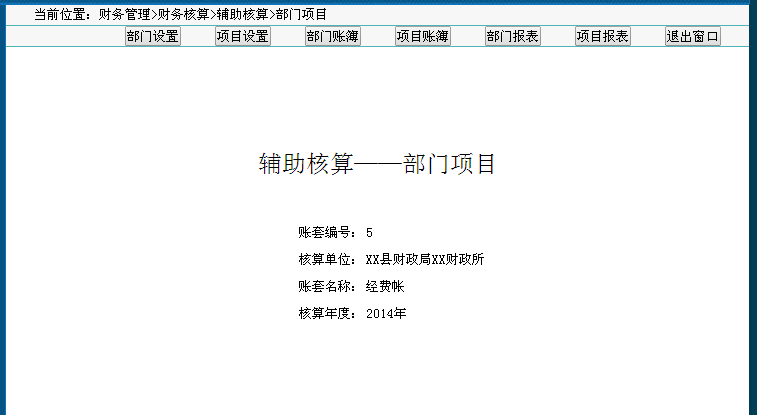 当前位置：财务管理>财务核算>辅助核算>部门项目
部门设置 项目设置 部门账簿 项目账簿 部门报表 项目报表 退出窗口
辅助核算——部门项目
账套编号：5
核算单位：XX县财政局XX财政所
账套名称：经费帐
核算年度：2014年